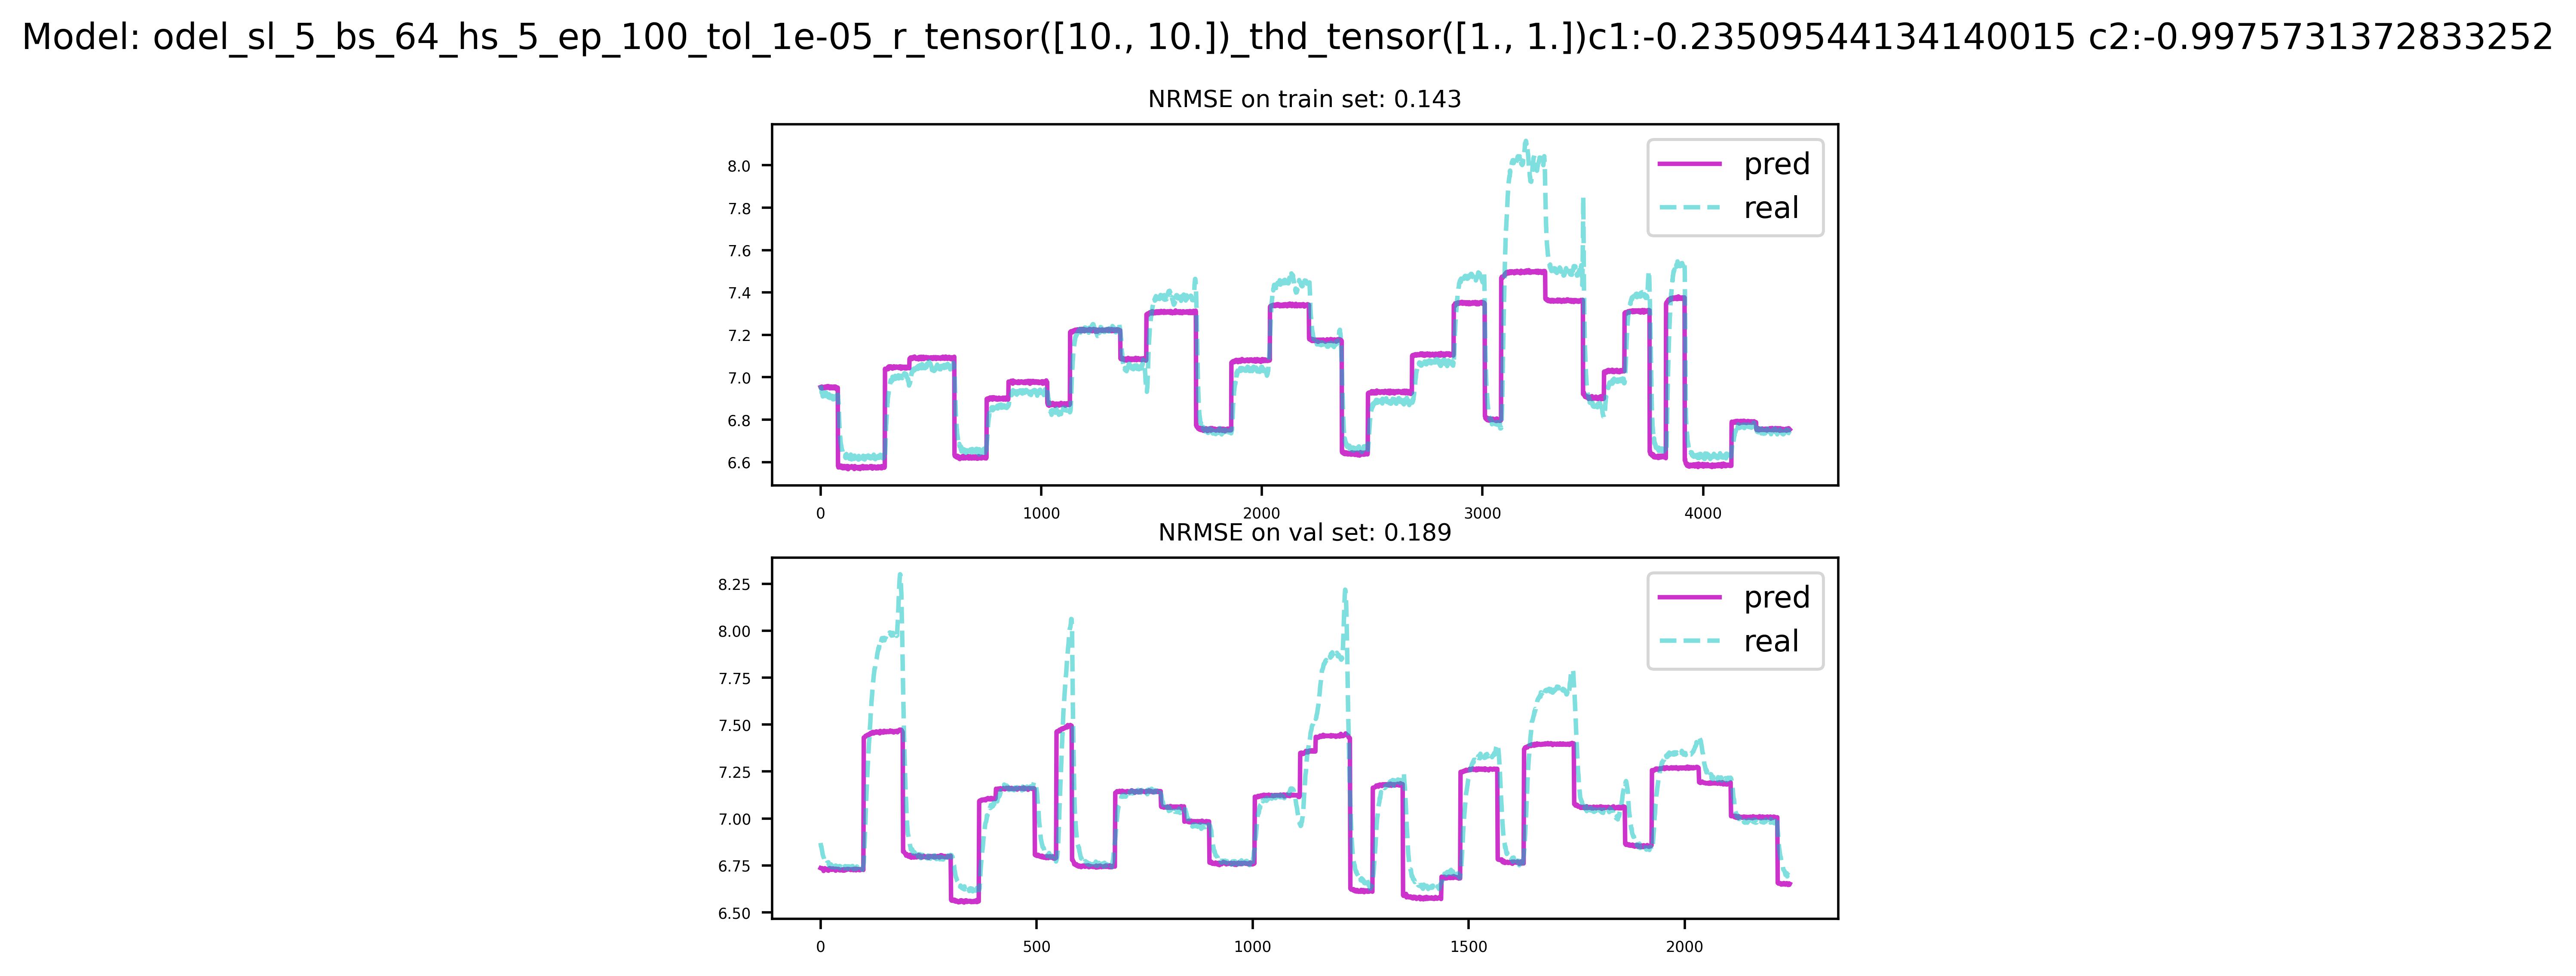 Model: odel_sl_5_bs_64_hs_5_ep_100_tol_1e-05_r_tensor([10., 10.])_thd_tensor([1., 1.])c1:-0.23509544134140015 c2:-0.9975731372833252
NRMSE on train set: 0.143
8.0
7.8
7.6
7.4
7.2
7.0
6.8
6.6
pred
real
0 1000 2000 3000 4000
NRMSE on val set: 0.189
8.25
8.00
7.75
7.50
7.25
7.00
6.75
6.50
pred
real
0 500 1000 1500 2000